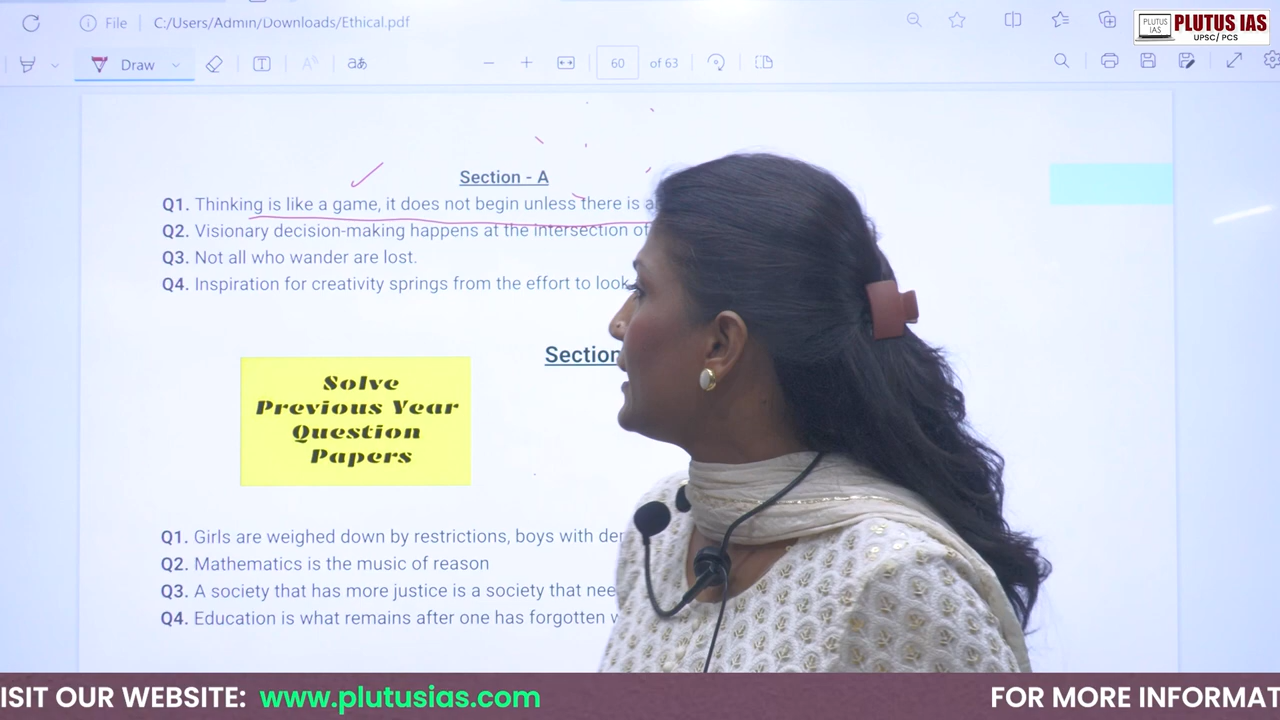 File C:/Users/Admin/Downloads/Ethical.pdf
PLUTUS IAS
PLUTUS IAS
UPSC/ PCS
Draw
aあ
60 of 63
Section - A
Q1. Thinking is like a game, it does not begin unless there is a
Q2. Visionary decision-making happens at the intersection of
Q3. Not all who wander are lost.
Q4. Inspiration for creativity springs from the effort to look
Section
Solve
Previous Year
Question
Papers
Q1. Girls are weighed down by restrictions, boys with de
Q2. Mathematics is the music of reason
Q3. A society that has more justice is a society that nee
Q4. Education is what remains after one has forgotten w
ISIT OUR WEBSITE: www.plutusias.com
FOR MORE INFORMAT